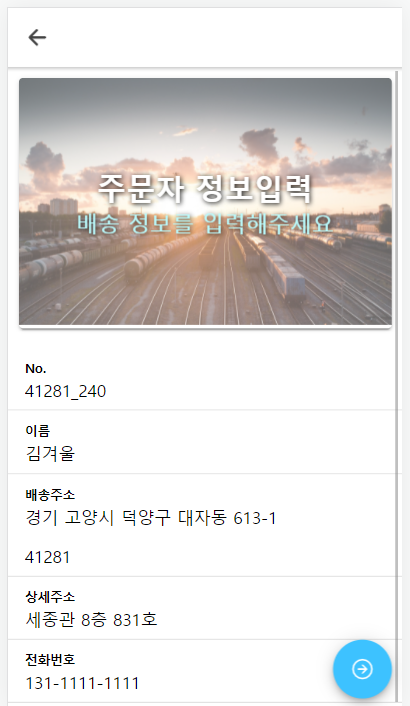 주문자 정보입력
배송 정보를 입력해주세요
No.
41281_240
이름
김겨울
배송주소
경기 고양시 덕양구 대자동 613-1
41281
상세주소
세종관 8층 831호
전화번호
131-1111-1111